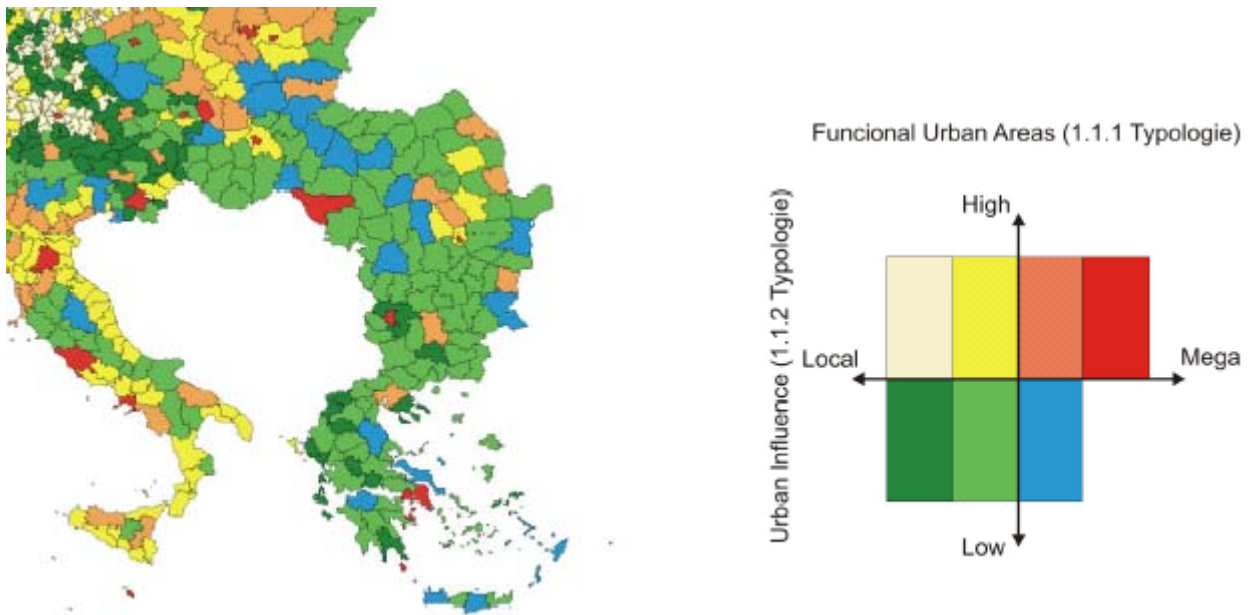 Funcional Urban Areas (1.1.1 Typologie)
Urban Influence (1.1.2 Typologie)
High
Local
Mega
Low